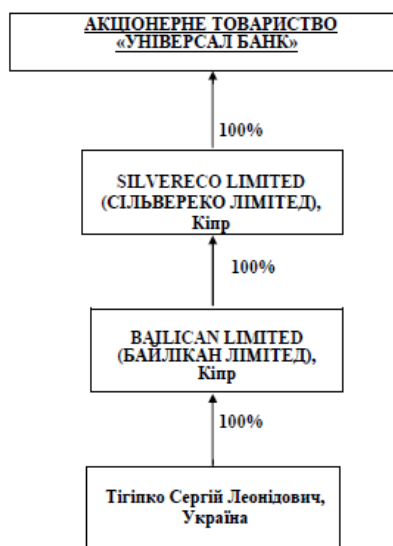 АКЦІОНЕРНЕ ТОВАРИСТВО
«УНІВЕРСАЛ БАНК»
100%
SILVERECO LIMITED
(СІЛЬВЕРЕКО ЛІМІТЕД),
Кіпр
100%
BAILICAN LIMITED
(БАЙЛІКАН ЛІМІТЕД),
Кіпр
100%
Тігіпко Сергій Леонідович,
Україна